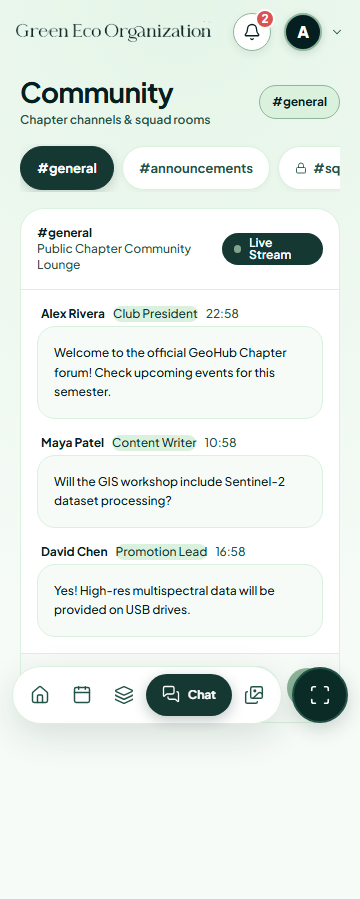 Green Eco Organization
2
A
Community
Chapter channels & squad rooms
#general
#general
#announcements
#sq
#general
Public Chapter Community
Lounge
Live
Stream
Alex Rivera Club President 22:58
Welcome to the official GeoHub Chapter
forum! Check upcoming events for this
semester.
Maya Patel Content Writer 10:58
Will the GIS workshop include Sentinel-2
dataset processing?
David Chen Promotion Lead 16:58
Yes! High-res multispectral data will be
provided on USB drives.
Chat